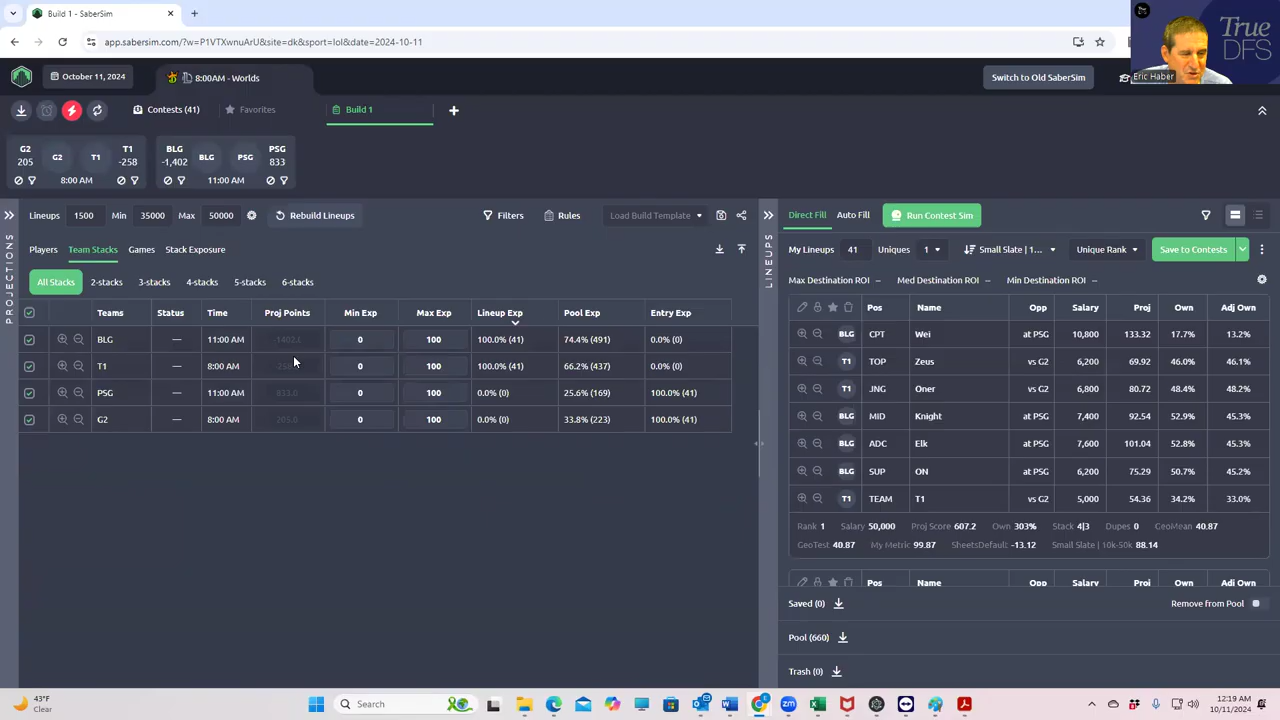 Build 1 - SaberSim
app.sabersim.com/?w=P1VTXwnuArU&site=dk&sport=lol&date=2024-10-11
True
DFS
Eric Haber
October 11, 2024
8:00AM - Worlds
Switch to Old SaberSim
Contests (41)
Favorites
Build 1
G2 T1 BLG PSG
205 G2 T1 -258 -1,402 BLG PSG 833
8:00 AM 11:00 AM
Lineups 1500 Min 35000 Max 50000 Rebuild Lineups Filters Rules Load Build Template
Players Team Stacks Games Stack Exposure
All Stacks 2-stacks 3-stacks 4-stacks 5-stacks 6-stacks
PROJECTIONS
Teams Status Time Proj Points Min Exp Max Exp Lineup Exp Pool Exp Entry Exp
BLG — 11:00 AM -1402.0 0 100 100.0% (41) 74.4% (491) 0.0% (0)
T1 — 8:00 AM 0 100 100.0% (41) 66.2% (437) 0.0% (0)
PSG — 11:00 AM 833.0 0 100 0.0% (0) 25.6% (169) 100.0% (41)
G2 — 8:00 AM 205.0 0 100 0.0% (0) 33.8% (223) 100.0% (41)
LINEUPS
Direct Fill Auto Fill Run Contest Sim
My Lineups 41 Uniques 1 Small Slate | 1... Unique Rank Save to Contests
Max Destination ROI -- Med Destination ROI -- Min Destination ROI --
Pos Name Opp Salary Proj Own Adj Own
BLG CPT Wei at PSG 10,800 133.32 17.7% 13.2%
T1 TOP Zeus vs G2 6,200 69.92 46.0% 46.1%
T1 JNG Oner vs G2 6,800 80.72 48.4% 48.2%
BLG MID Knight at PSG 7,400 92.54 52.9% 45.3%
BLG ADC Elk at PSG 7,600 101.04 52.8% 45.3%
BLG SUP ON at PSG 6,200 75.29 50.7% 45.2%
T1 TEAM T1 vs G2 5,000 54.36 34.2% 33.0%
Rank 1 Salary 50,000 Proj Score 607.2 Own 303% Stack 4|3 Dupes 0 GeoMean 40.87
GeoTest 40.87 My Metric 99.87 SheetsDefault -13.12 Small Slate | 10k-50k 88.14
Pos Name Opp Salary Proj Own Adj Own
Saved (0) Remove from Pool
Pool (660)
Trash (0)
43°F
Clear
Search
12:19 AM
10/11/2024